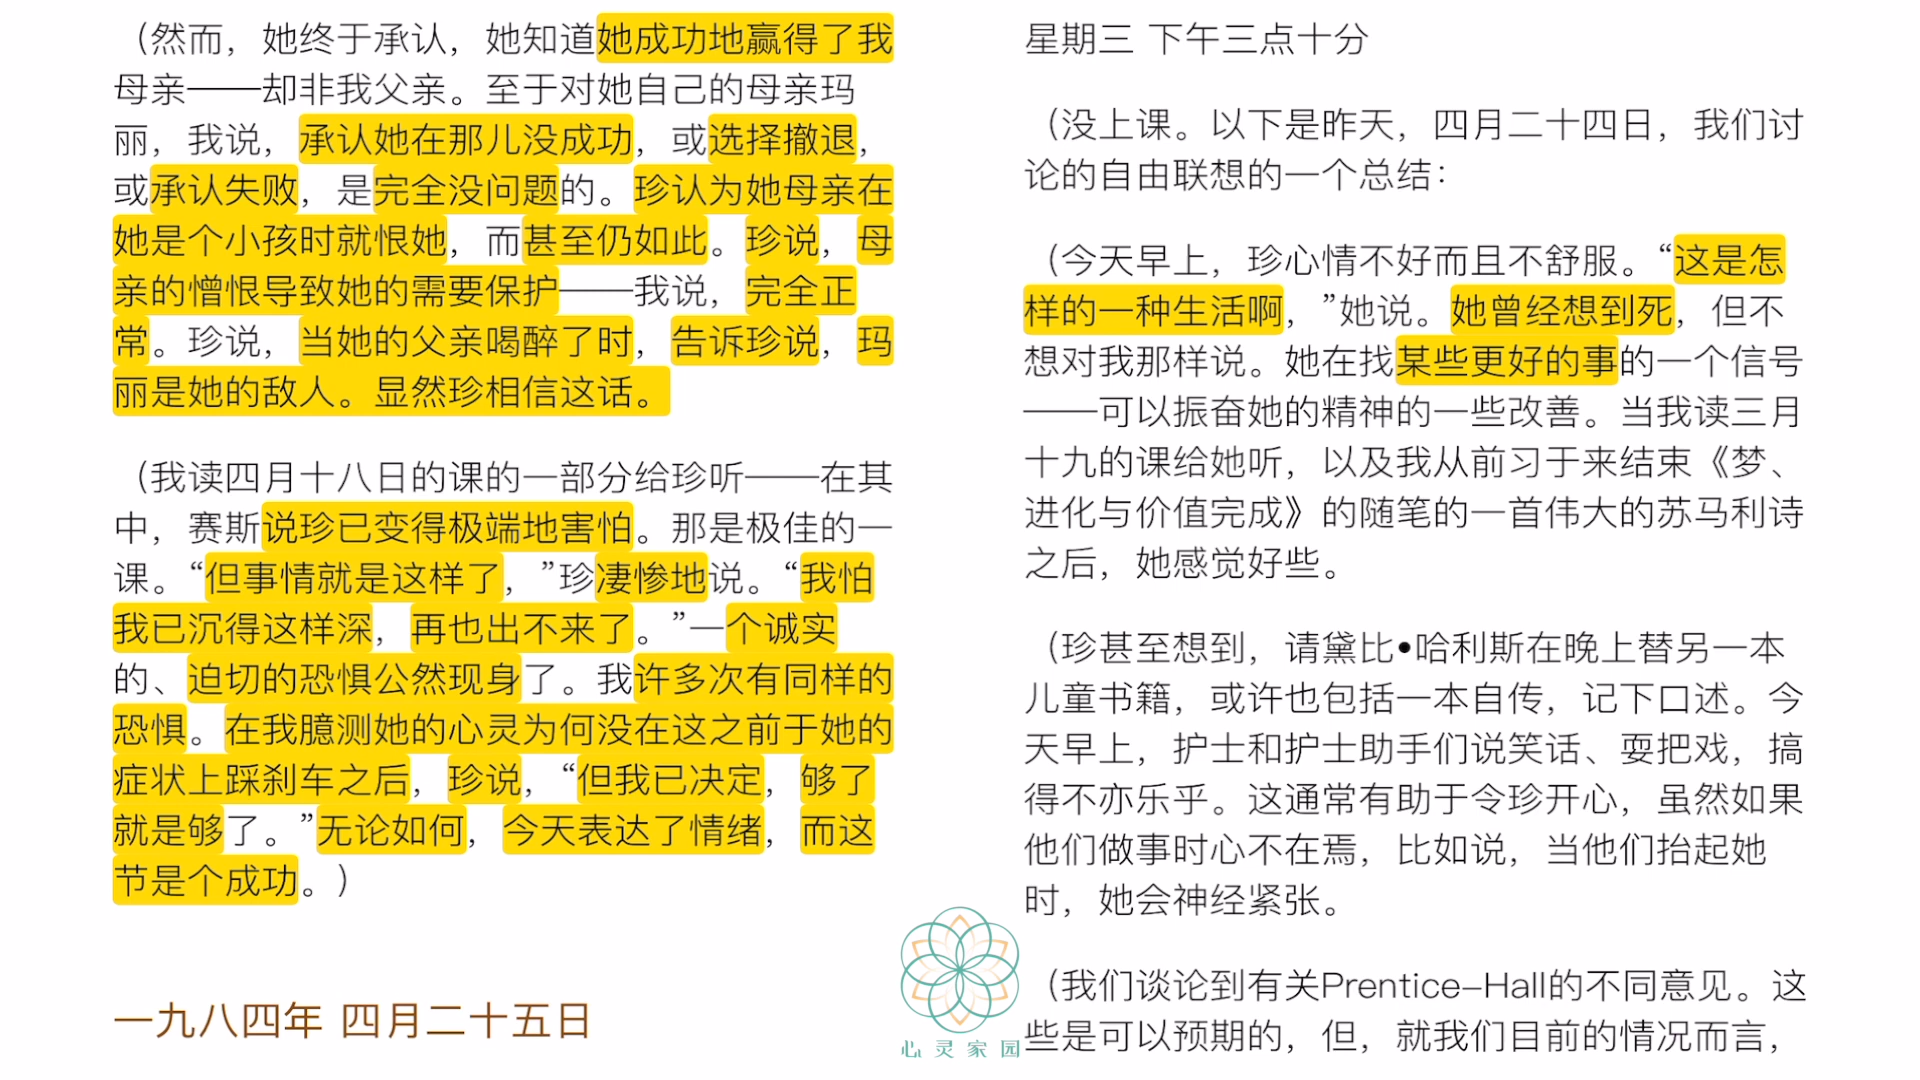 （然而，她终于承认，她知道她成功地赢得了我
母亲——却非我父亲。至于对她自己的母亲玛
丽，我说，承认她在那儿没成功，或选择撤退，
或承认失败，是完全没问题的。珍认为她母亲在
她是个小孩时就恨她，而甚至仍如此。珍说，母
亲的憎恨导致她的需要保护——我说，完全正
常。珍说，当她的父亲喝醉了时，告诉珍说，玛
丽是她的敌人。显然珍相信这话。
（我读四月十八日的课的一部分给珍听——在其
中，赛斯说珍已变得极端地害怕。那是极佳的一
课。“但事情就是这样了，”珍凄惨地说。“我怕
我已沉得这样深，再也出不来了。”一个诚实
的、迫切的恐惧公然现身了。我许多次有同样的
恐惧。在我臆测她的心灵为何没在这之前于她的
症状上踩刹车之后，珍说，“但我已决定，够了
就是够了。”无论如何，今天表达了情绪，而这
节是个成功。）
一九八四年 四月二十五日
星期三 下午三点十分
（没上课。以下是昨天，四月二十四日，我们讨
论的自由联想的一个总结：
（今天早上，珍心情不好而且不舒服。“这是怎
样的一种生活啊，”她说。她曾经想到死，但不
想对我那样说。她在找某些更好的事的一个信号
——可以振奋她的精神的一些改善。当我读三月
十九的课给她听，以及我从前习于来结束《梦、
进化与价值完成》的随笔的一首伟大的苏马利诗
之后，她感觉好些。
（珍甚至想到，请黛比•哈利斯在晚上替另一本
儿童书籍，或许也包括一本自传，记下口述。今
天早上，护士和护士助手们说笑话、耍把戏，搞
得不亦乐乎。这通常有助于令珍开心，虽然如果
他们做事时心不在焉，比如说，当他们抬起她
时，她会神经紧张。
（我们谈论到有关Prentice–Hall的不同意见。这
些是可以预期的，但，就我们目前的情况而言，
心灵家园